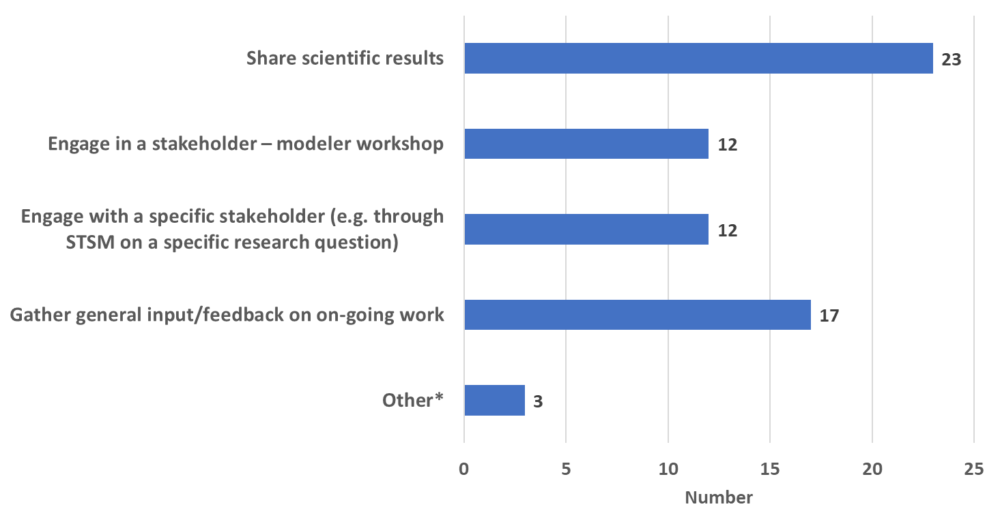 Share scientific results
23
Engage in a stakeholder – modeler workshop
12
Engage with a specific stakeholder (e.g. through
STSM on a specific research question)
12
Gather general input/feedback on on-going work
17
Other*
3
0 5 10 15 20 25
Number